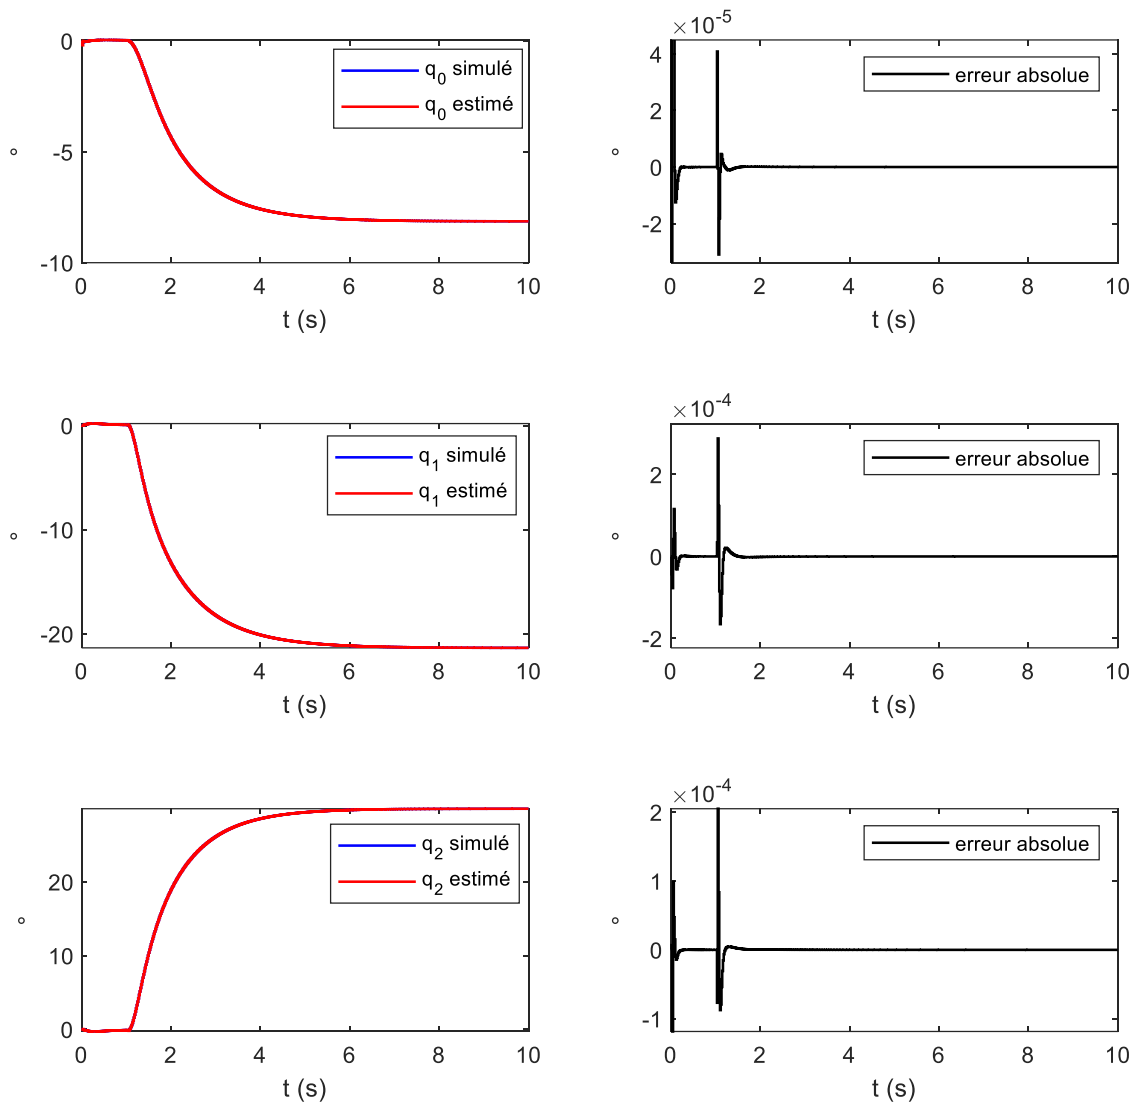 0
-5
-10
°
0 2 4 6 8 10
t (s)
q0 simulé
q0 estimé
×10-5
4
2
0
-2
°
0 2 4 6 8 10
t (s)
erreur absolue
0
-10
-20
°
0 2 4 6 8 10
t (s)
q1 simulé
q1 estimé
×10-4
2
0
-2
°
0 2 4 6 8 10
t (s)
erreur absolue
20
10
0
°
0 2 4 6 8 10
t (s)
q2 simulé
q2 estimé
×10-4
2
1
0
-1
°
0 2 4 6 8 10
t (s)
erreur absolue